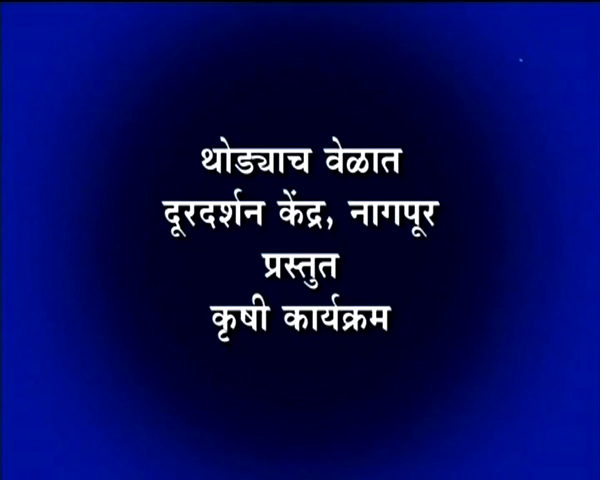 थोड्याच वेळात
दूरदर्शन केंद्र, नागपूर
प्रस्तुत
कृषी कार्यक्रम